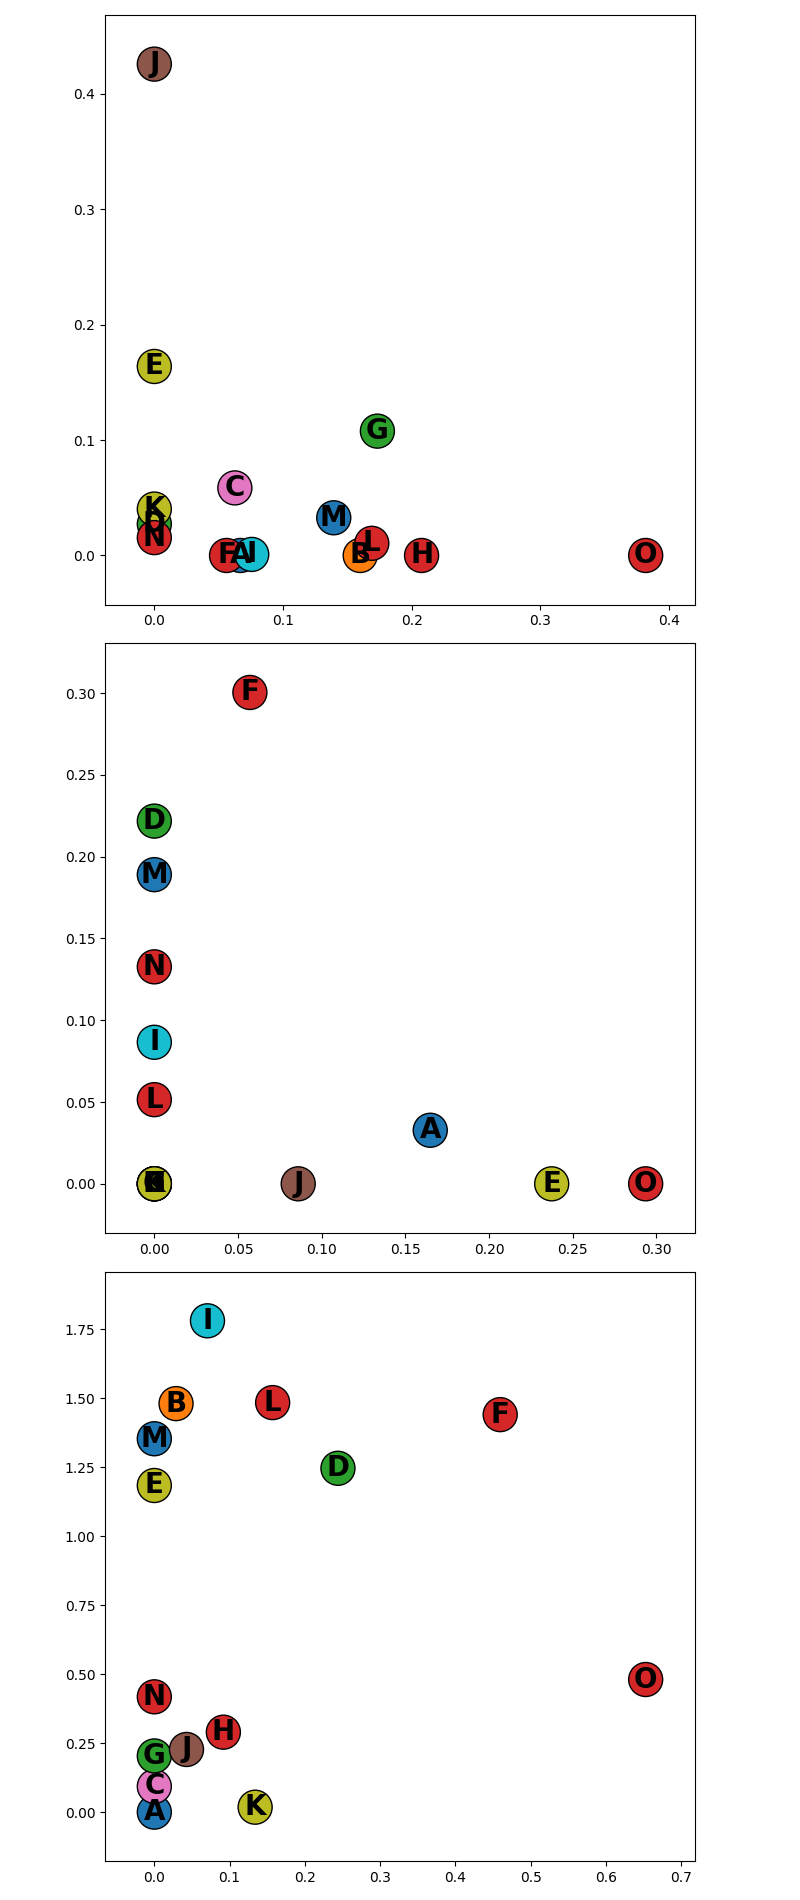 J
0.4
0.3
0.2
E
0.1
G
C
K
M
N
L
0.0
F A I B H O
0.0 0.1 0.2 0.3 0.4
0.30
F
0.25
D
0.20
M
0.15
N
0.10
I
0.05
L
A
0.00
J E O
0.00 0.05 0.10 0.15 0.20 0.25 0.30
1.75
I
1.50
B L F
M
1.25
D
E
1.00
0.75
0.50
O
N
H
0.25
G J
C
0.00
A K
0.0 0.1 0.2 0.3 0.4 0.5 0.6 0.7